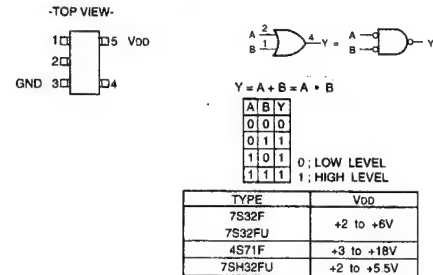 -TOP VIEW-
1 5 VDD
2
GND 3 4
A 2 4 Y = A Y
B 1 B
Y = A + B = A • B
A B Y
0 0 0
0 1 1
1 0 1
1 1 1
0 ; LOW LEVEL
1 ; HIGH LEVEL
TYPE VDD
7S32F +2 to +6V
7S32FU
4S71F +3 to +18V
7SH32FU +2 to +5.5V